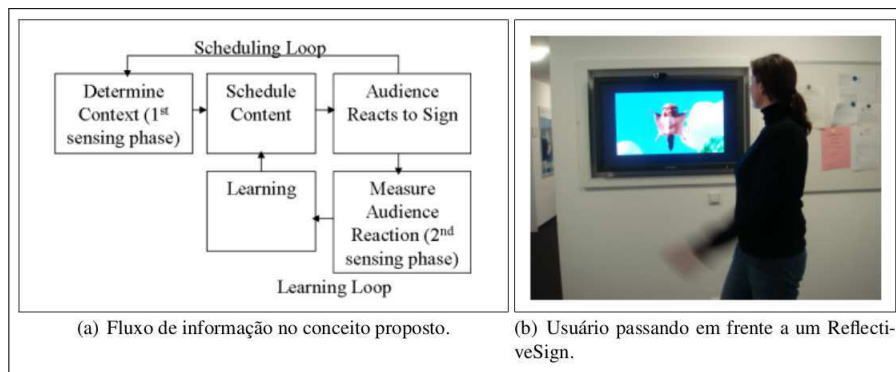 Scheduling Loop
Determine
Context (1st
sensing phase)
Schedule
Content
Audience
Reacts to Sign
Learning
Measure
Audience
Reaction (2nd
sensing phase)
Learning Loop
(a) Fluxo de informação no conceito proposto.
(b) Usuário passando em frente a um Reflecti-
veSign.